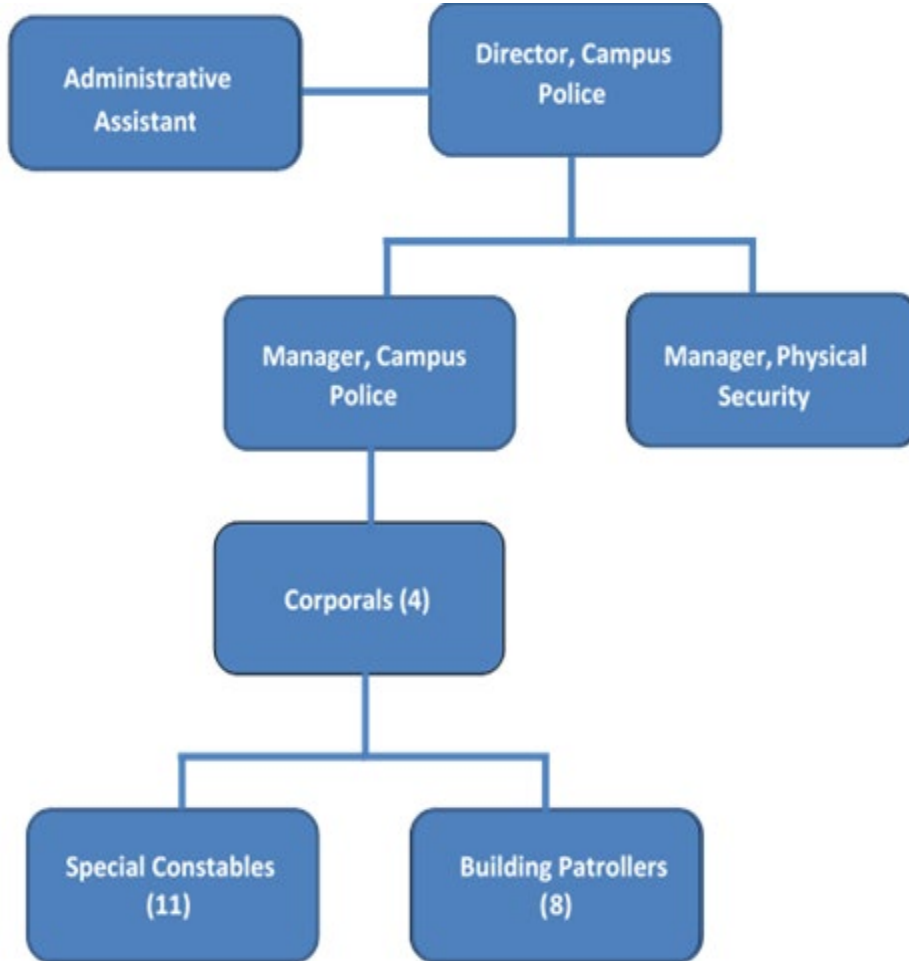 Administrative
Assistant
Director, Campus
Police
Manager, Campus
Police
Manager, Physical
Security
Corporals (4)
Special Constables
(11)
Building Patrollers
(8)